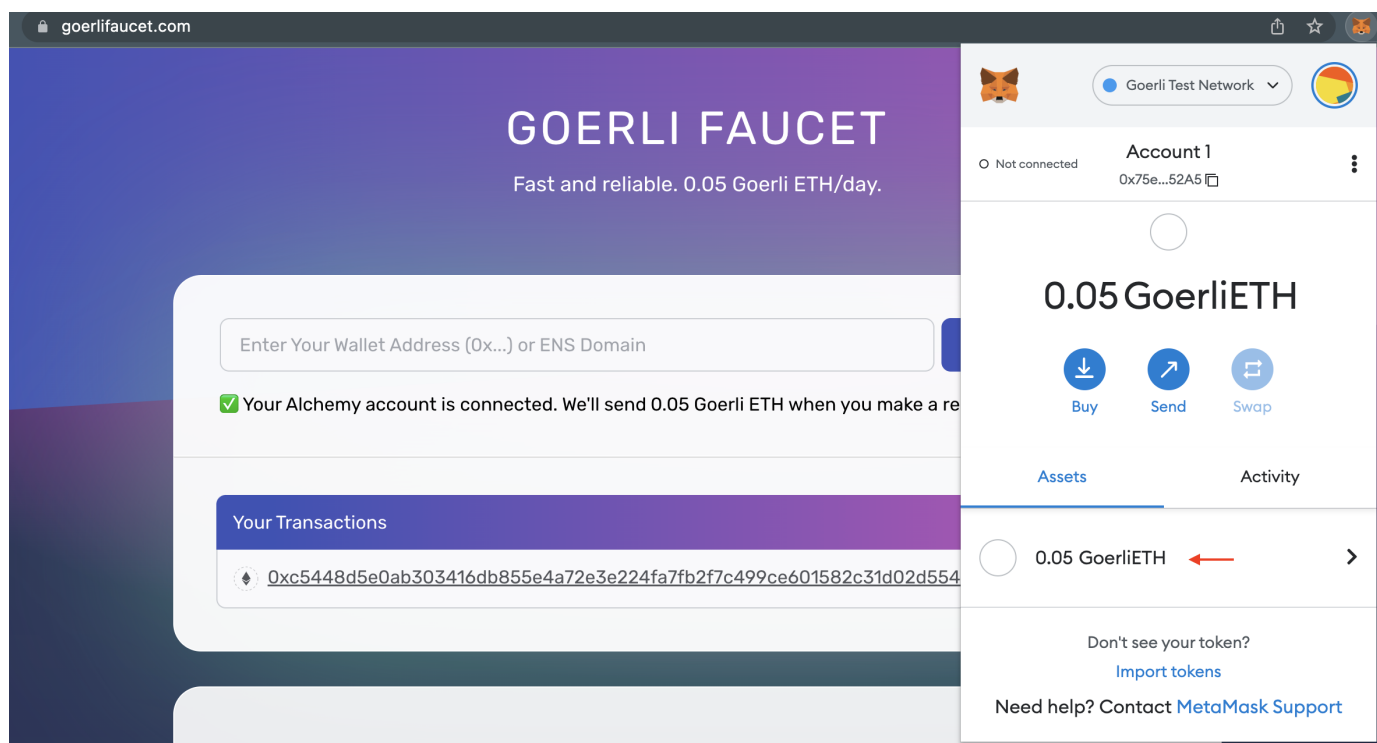 goerlifaucet.com
GOERLI FAUCET
Fast and reliable. 0.05 Goerli ETH/day.
Enter Your Wallet Address (0x...) or ENS Domain
Your Alchemy account is connected. We'll send 0.05 Goerli ETH when you make a re
Your Transactions
0xc5448d5e0ab303416db855e4a72e3e224fa7fb2f7c499ce601582c31d02d554
Goerli Test Network
Not connected
Account 1
0x75e...52A5
0.05 GoerliETH
Buy
Send
Swap
Assets
Activity
0.05 GoerliETH
Don't see your token?
Import tokens
Need help? Contact MetaMask Support